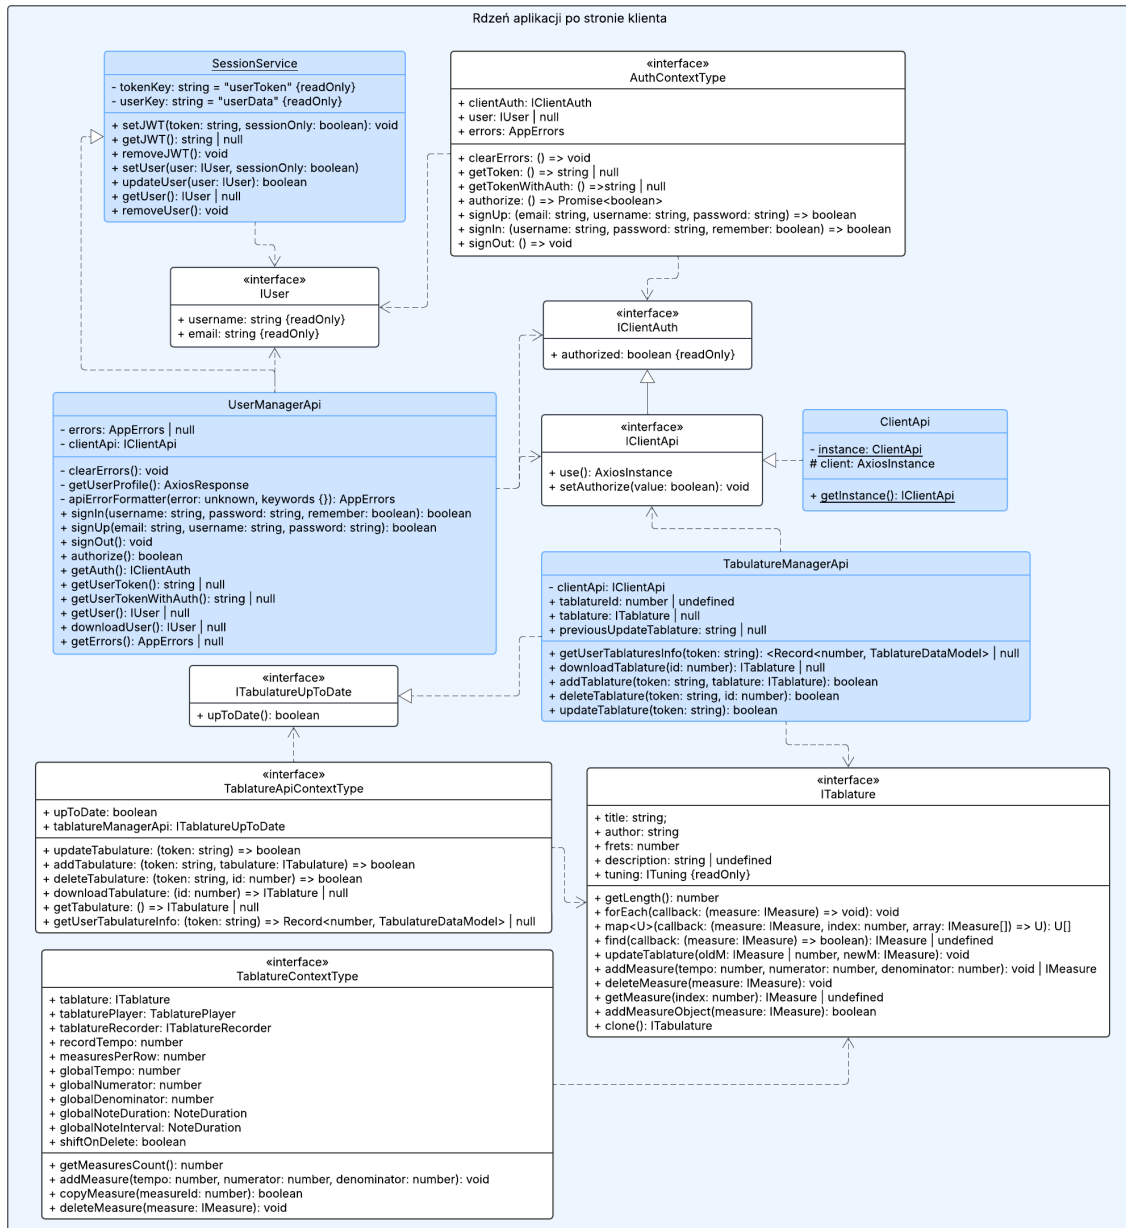 Rdzeń aplikacji po stronie klienta
SessionService
- tokenKey: string = "userToken" {readOnly}
- userKey: string = "userData" {readOnly}
+ setJWT(token: string, sessionOnly: boolean): void
+ getJWT(): string | null
+ removeJWT(): void
+ setUser(user: IUser, sessionOnly: boolean)
+ updateUser(user: IUser): boolean
+ getUser(): IUser | null
+ removeUser(): void
«interface»
AuthContextType
+ clientAuth: IClientAuth
+ user: IUser | null
+ errors: AppErrors
+ clearErrors: () => void
+ getToken: () => string | null
+ getTokenWithAuth: () =>string | null
+ authorize: () => Promise<boolean>
+ signUp: (email: string, username: string, password: string) => boolean
+ signIn: (username: string, password: string, remember: boolean) => boolean
+ signOut: () => void
«interface»
IUser
+ username: string {readOnly}
+ email: string {readOnly}
«interface»
IClientAuth
+ authorized: boolean {readOnly}
UserManagerApi
- errors: AppErrors | null
- clientApi: IClientApi
- clearErrors(): void
- getUserProfile(): AxiosResponse
- apiErrorFormatter(error: unknown, keywords {}): AppErrors
+ signIn(username: string, password: string, remember: boolean): boolean
+ signUp(email: string, username: string, password: string): boolean
+ signOut(): void
+ authorize(): boolean
+ getAuth(): IClientAuth
+ getUserToken(): string | null
+ getUserTokenWithAuth(): string | null
+ getUser(): IUser | null
+ downloadUser(): IUser | null
+ getErrors(): AppErrors | null
«interface»
IClientApi
+ use(): AxiosInstance
+ setAuthorize(value: boolean): void
ClientApi
- instance: ClientApi
# client: AxiosInstance
+ getInstance(): IClientApi
TabulatureManagerApi
- clientApi: IClientApi
+ tablatureId: number | undefined
+ tablature: ITablature | null
+ previousUpdateTablature: string | null
+ getUserTablaturesInfo(token: string): <Record<number, TablatureDataModel> | null
+ downloadTablature(id: number): ITablature | null
+ addTablature(token: string, tablature: ITablature): boolean
+ deleteTablature(token: string, id: number): boolean
+ updateTablature(token: string): boolean
«interface»
ITabulatureUpToDate
+ upToDate(): boolean
«interface»
TablatureApiContextType
+ upToDate: boolean
+ tablatureManagerApi: ITablatureUpToDate
+ updateTabulature: (token: string) => boolean
+ addTabulature: (token: string, tabulature: ITabulature) => boolean
+ deleteTabulature: (token: string, id: number) => boolean
+ downloadTabulature: (id: number) => ITablature | null
+ getTabulature: () => ITabulature | null
+ getUserTabulatureInfo: (token: string) => Record<number, TabulatureDataModel> | null
«interface»
ITablature
+ title: string;
+ author: string
+ frets: number
+ description: string | undefined
+ tuning: ITuning {readOnly}
+ getLength(): number
+ forEach(callback: (measure: IMeasure) => void): void
+ map<U>(callback: (measure: IMeasure, index: number, array: IMeasure[]) => U): U[]
+ find(callback: (measure: IMeasure) => boolean): IMeasure | undefined
+ updateTablature(oldM: IMeasure | number, newM: IMeasure): void
+ addMeasure(tempo: number, numerator: number, denominator: number): void | IMeasure
+ deleteMeasure(measure: IMeasure): void
+ getMeasure(index: number): IMeasure | undefined
+ addMeasureObject(measure: IMeasure): boolean
+ clone(): ITabulature
«interface»
TablatureContextType
+ tablature: ITablature
+ tablaturePlayer: TablaturePlayer
+ tablatureRecorder: ITablatureRecorder
+ recordTempo: number
+ measuresPerRow: number
+ globalTempo: number
+ globalNumerator: number
+ globalDenominator: number
+ globalNoteDuration: NoteDuration
+ globalNoteInterval: NoteDuration
+ shiftOnDelete: boolean
+ getMeasuresCount(): number
+ addMeasure(tempo: number, numerator: number, denominator: number): void
+ copyMeasure(measureId: number): boolean
+ deleteMeasure(measure: IMeasure): void